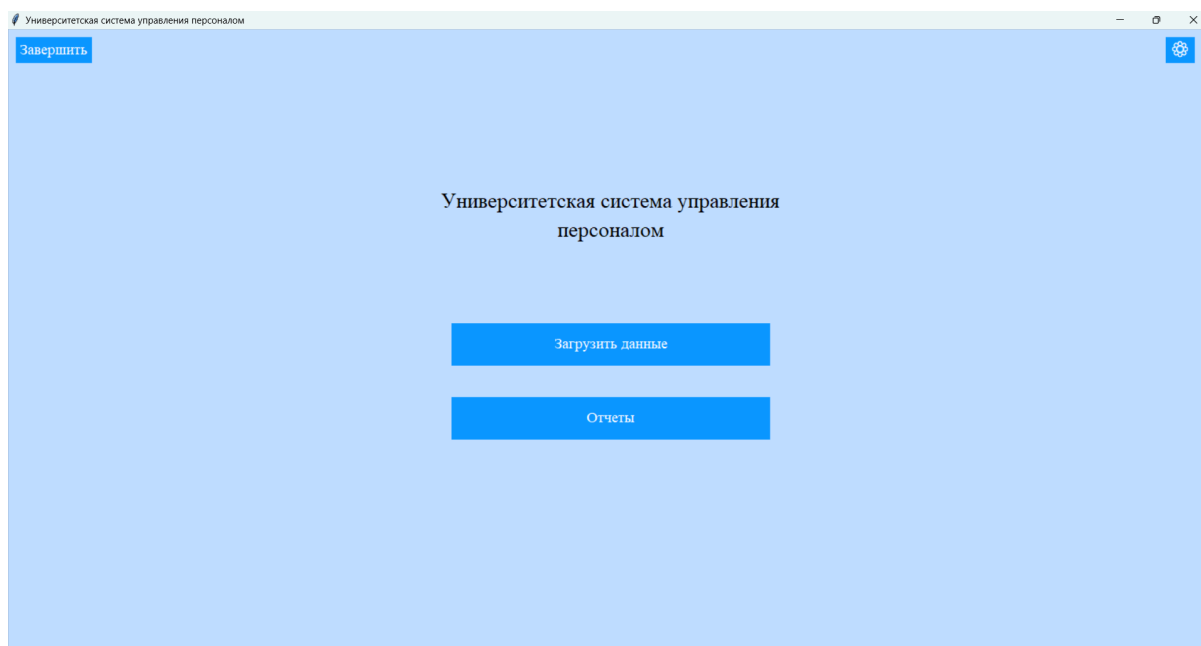 Университетская система управления персоналом
Завершить
Университетская система управления
персоналом
Загрузить данные
Отчеты